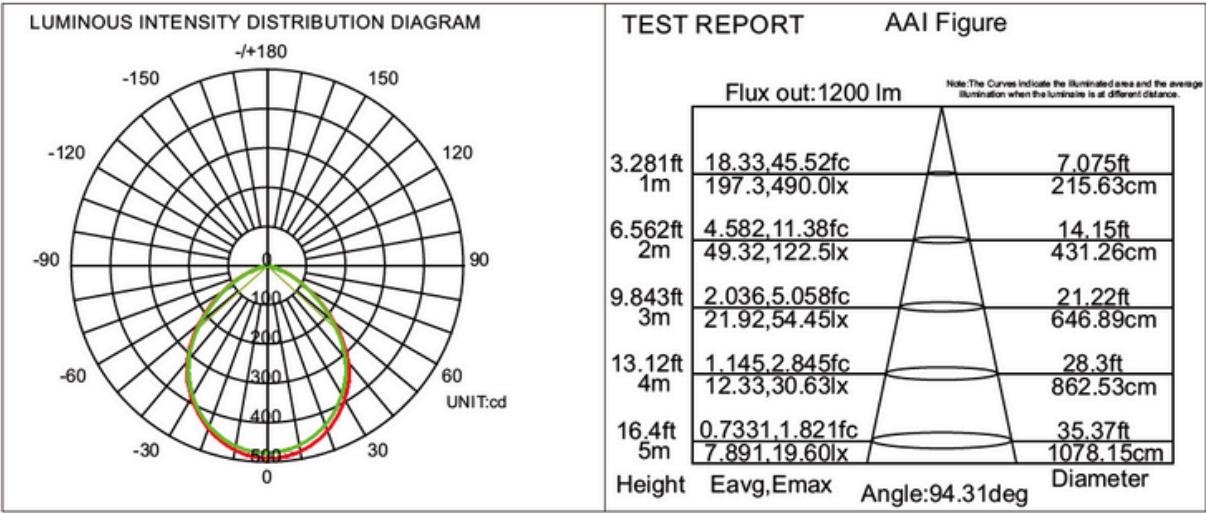 LUMINOUS INTENSITY DISTRIBUTION DIAGRAM
-/+180
-150 150
-120 120
-90 0 90
100
200
300
-60 60
UNIT:cd
400
-30 30
500
0
TEST REPORT AAI Figure
Flux out:1200 lm
Note:The Curves indicate the illuminated area and the average
illumination when the luminaire is at different distance.
3.281ft 18.33,45.52fc 7.075ft
1m 197.3,490.0lx 215.63cm
6.562ft 4.582,11.38fc 14.15ft
2m 49.32,122.5lx 431.26cm
9.843ft 2.036,5.058fc 21.22ft
3m 21.92,54.45lx 646.89cm
13.12ft 1.145,2.845fc 28.3ft
4m 12.33,30.63lx 862.53cm
16.4ft 0.7331,1.821fc 35.37ft
5m 7.891,19.60lx 1078.15cm
Height Eavg,Emax Angle:94.31deg Diameter